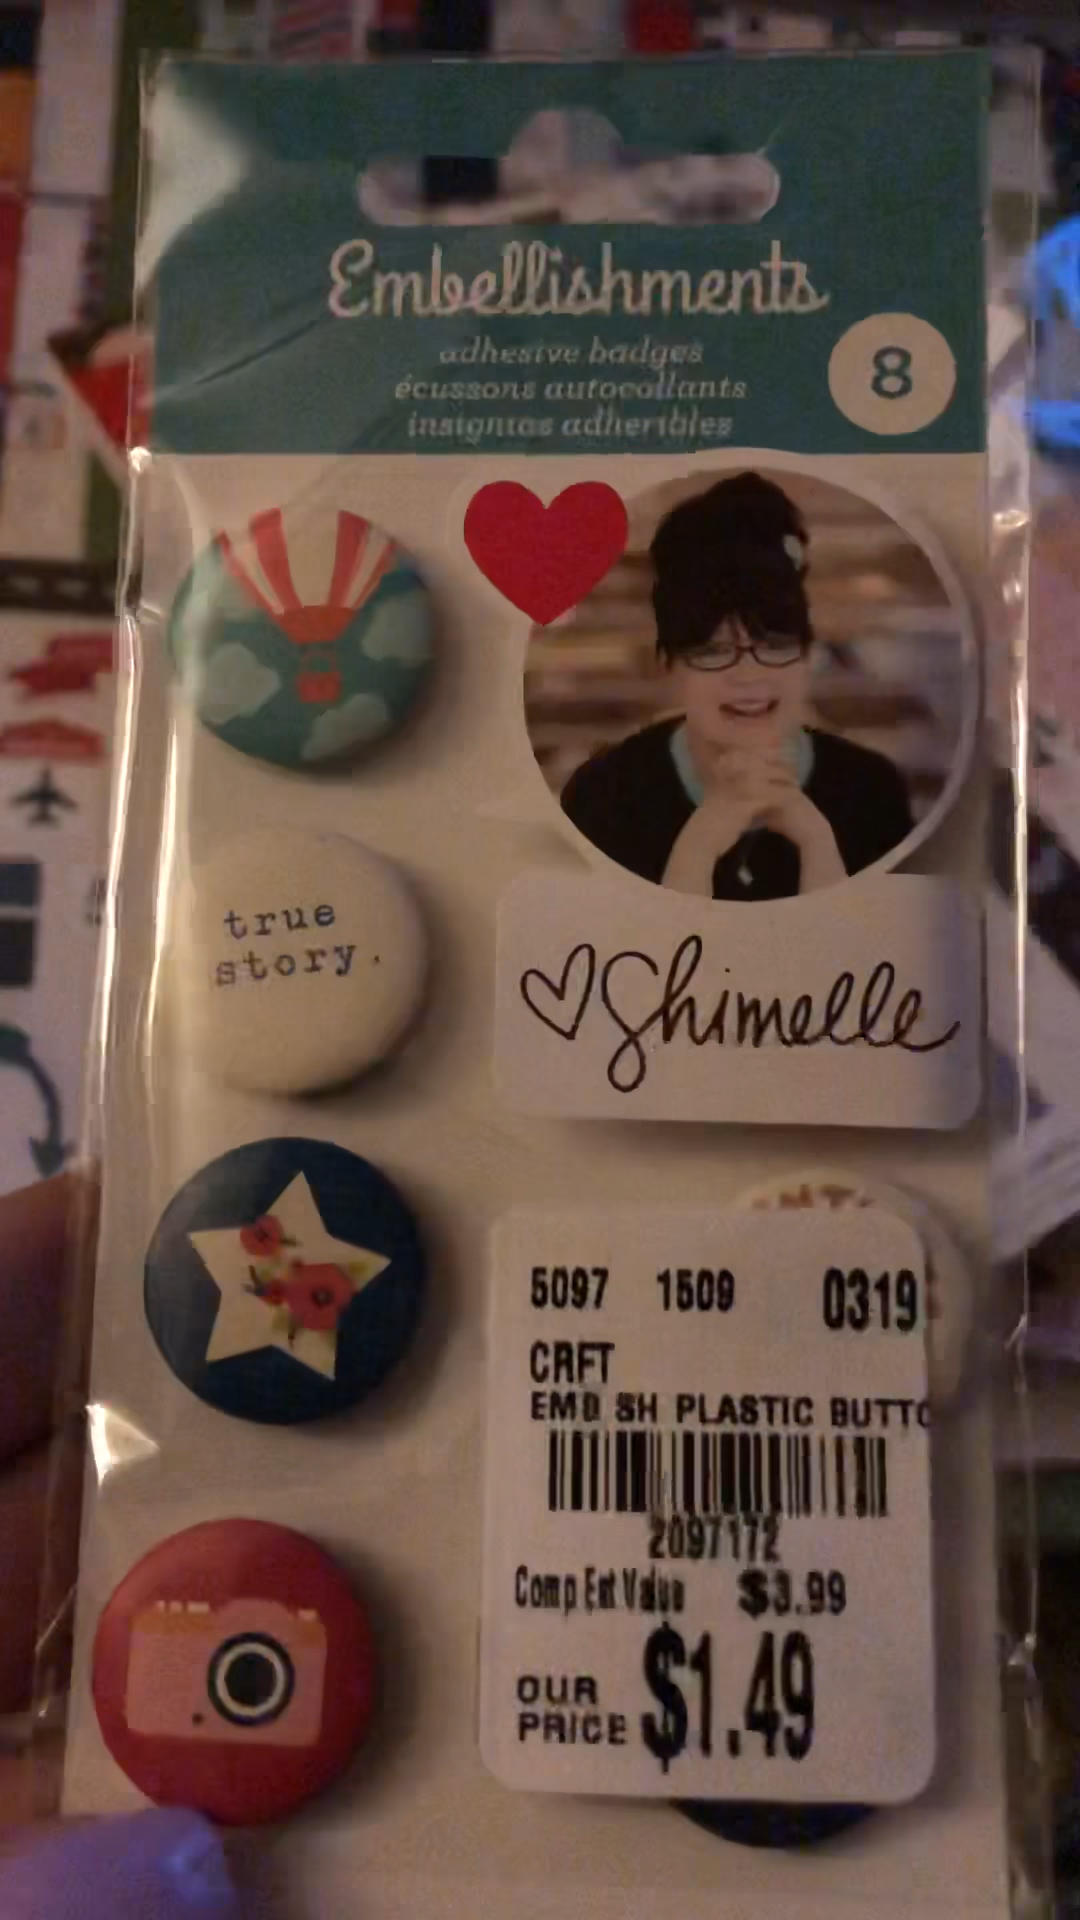 Embellishments
adhesive badges
écussons autocollants
insignias adheribles
8
true
story.
Shimelle
5097 1509 0319
CRFT
EMB SH PLASTIC BUTTO
2097172
Comp Est Value $3.99
OUR
PRICE $1.49